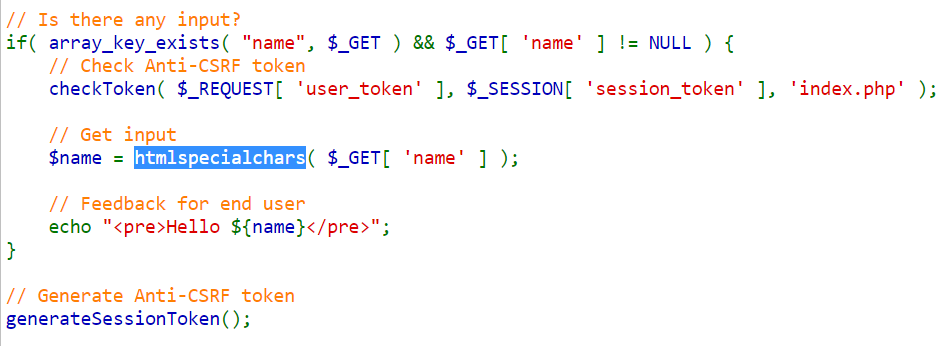 // Is there any input?
if( array_key_exists( "name", $_GET ) && $_GET[ 'name' ] != NULL ) {
// Check Anti-CSRF token
checkToken( $_REQUEST[ 'user_token' ], $_SESSION[ 'session_token' ], 'index.php' );
// Get input
$name = htmlspecialchars( $_GET[ 'name' ] );
// Feedback for end user
echo "<pre>Hello ${name}</pre>";
}
// Generate Anti-CSRF token
generateSessionToken();